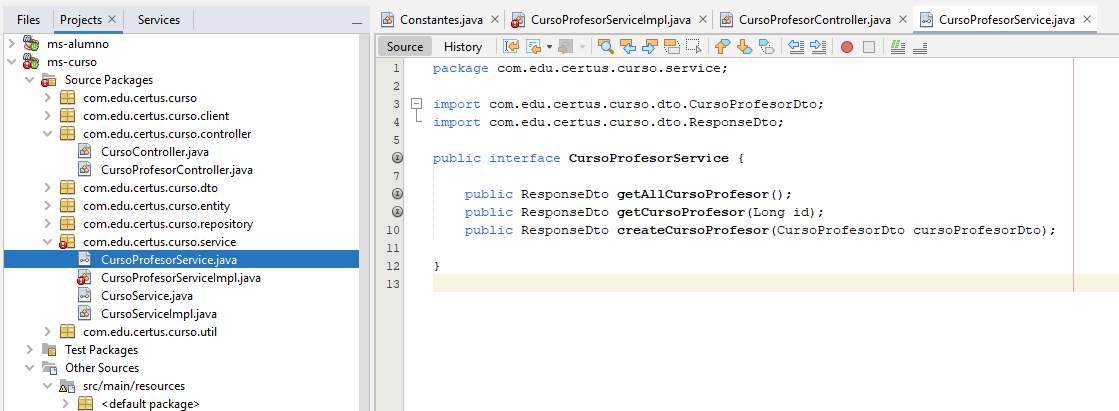 Files
Projects
Services
ms-alumno
ms-curso
Source Packages
com.edu.certus.curso
com.edu.certus.curso.client
com.edu.certus.curso.controller
CursoController.java
CursoProfesorController.java
com.edu.certus.curso.dto
com.edu.certus.curso.entity
com.edu.certus.curso.repository
com.edu.certus.curso.service
CursoProfesorService.java
CursoProfesorServiceImpl.java
CursoService.java
CursoServiceImpl.java
com.edu.certus.curso.util
Test Packages
Other Sources
src/main/resources
<default package>
Constantes.java
CursoProfesorServiceImpl.java
CursoProfesorController.java
CursoProfesorService.java
Source
History
1 package com.edu.certus.curso.service;
2
3 import com.edu.certus.curso.dto.CursoProfesorDto;
4 import com.edu.certus.curso.dto.ResponseDto;
5
public interface CursoProfesorService {
7
public ResponseDto getAllCursoProfesor();
public ResponseDto getCursoProfesor(Long id);
10 public ResponseDto createCursoProfesor(CursoProfesorDto cursoProfesorDto);
11
12 }
13